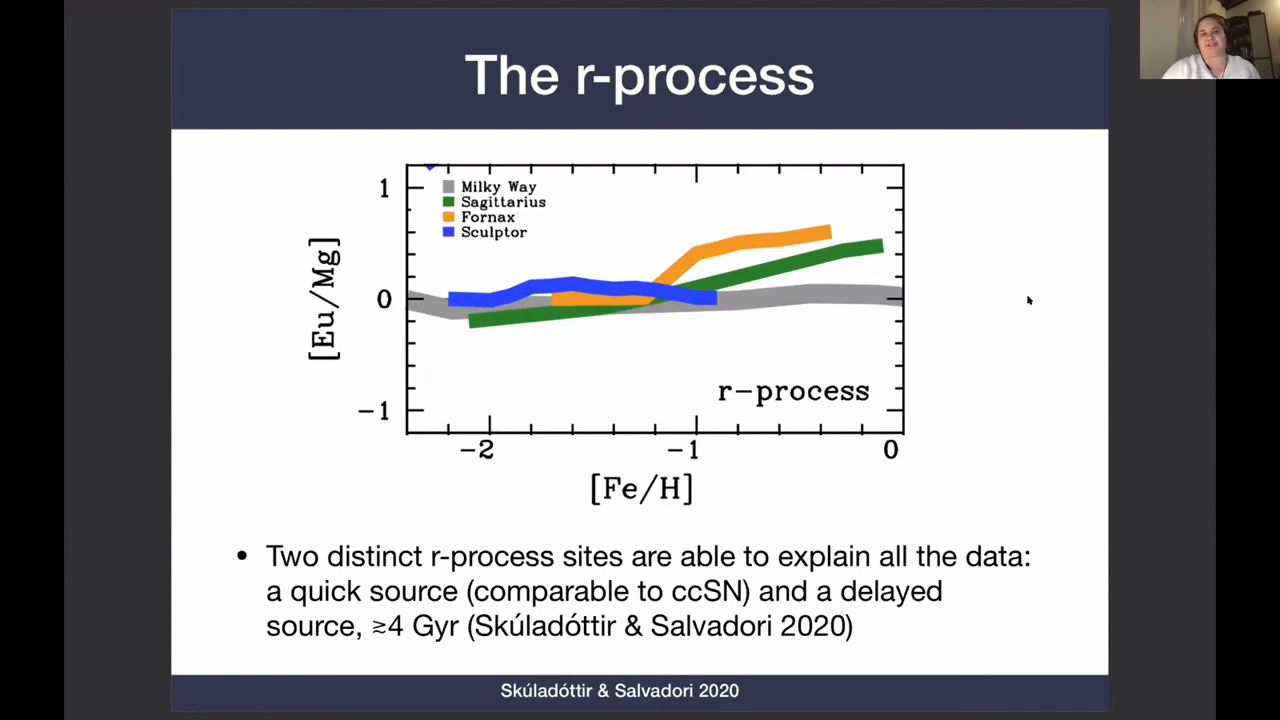 The r-process
1
Milky Way
Sagittarius
Fornax
Sculptor
[Eu/Mg]
0
r-process
-1
-2
-1
0
[Fe/H]
• Two distinct r-process sites are able to explain all the data:
a quick source (comparable to ccSN) and a delayed
source, ≳4 Gyr (Skúladóttir & Salvadori 2020)
Skúladóttir & Salvadori 2020